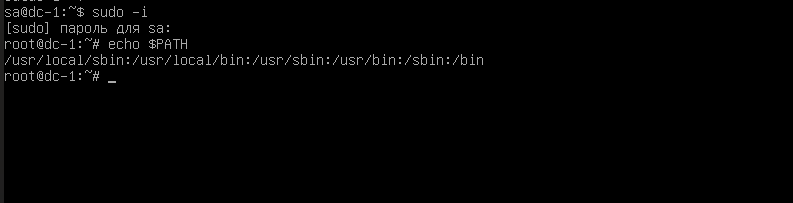 sa@dc-1:~$ sudo -i
[sudo] пароль для sa:
root@dc-1:~# echo $PATH
/usr/local/sbin:/usr/local/bin:/usr/sbin:/usr/bin:/sbin:/bin
root@dc-1:~# _